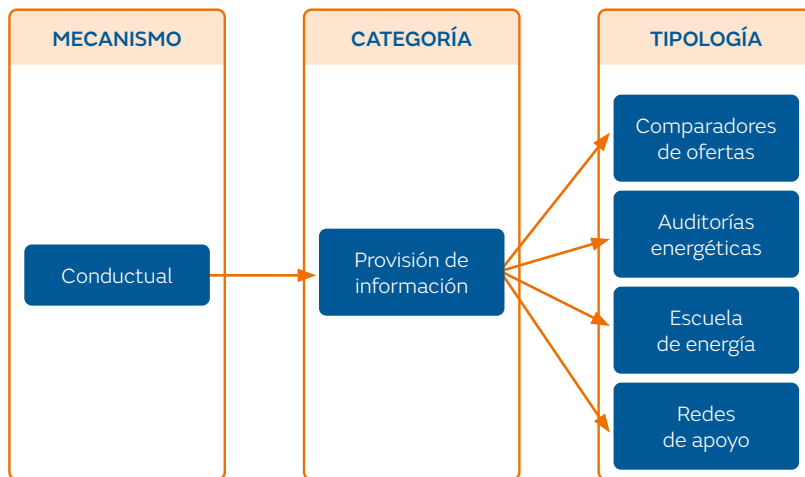 MECANISMO
CATEGORÍA
TIPOLOGÍA
Conductual
Provisión de
información
Comparadores
de ofertas
Auditorías
energéticas
Escuela
de energía
Redes
de apoyo